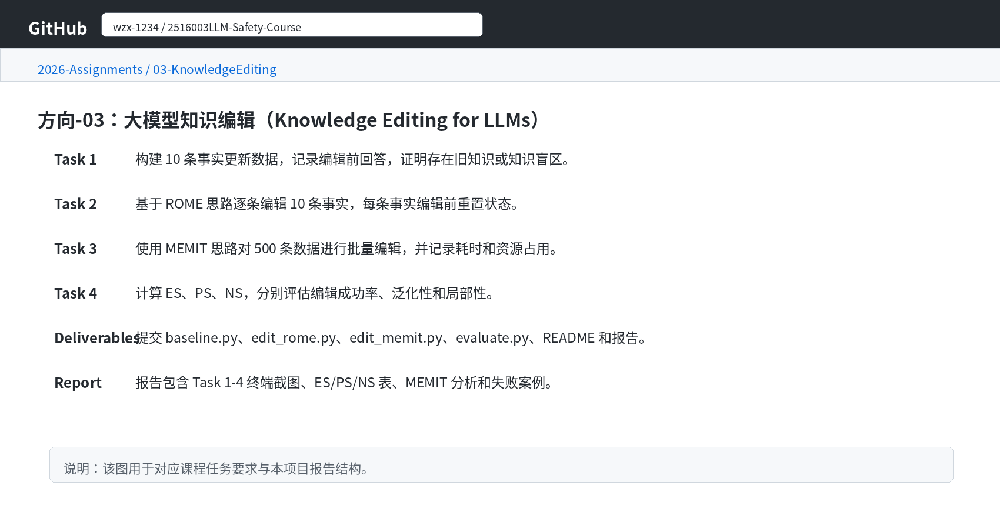 GitHub
wzx-1234 / 2516003LLM-Safety-Course
2026-Assignments / 03-KnowledgeEditing
方向-03：大模型知识编辑（Knowledge Editing for LLMs）
Task 1 构建 10 条事实更新数据，记录编辑前回答，证明存在旧知识或知识盲区。
Task 2 基于 ROME 思路逐条编辑 10 条事实，每条事实编辑前重置状态。
Task 3 使用 MEMIT 思路对 500 条数据进行批量编辑，并记录耗时和资源占用。
Task 4 计算 ES、PS、NS，分别评估编辑成功率、泛化性和局部性。
Deliverables 提交 baseline.py、edit_rome.py、edit_memit.py、evaluate.py、README 和报告。
Report 报告包含 Task 1-4 终端截图、ES/PS/NS 表、MEMIT 分析和失败案例。
说明：该图用于对应课程任务要求与本项目报告结构。